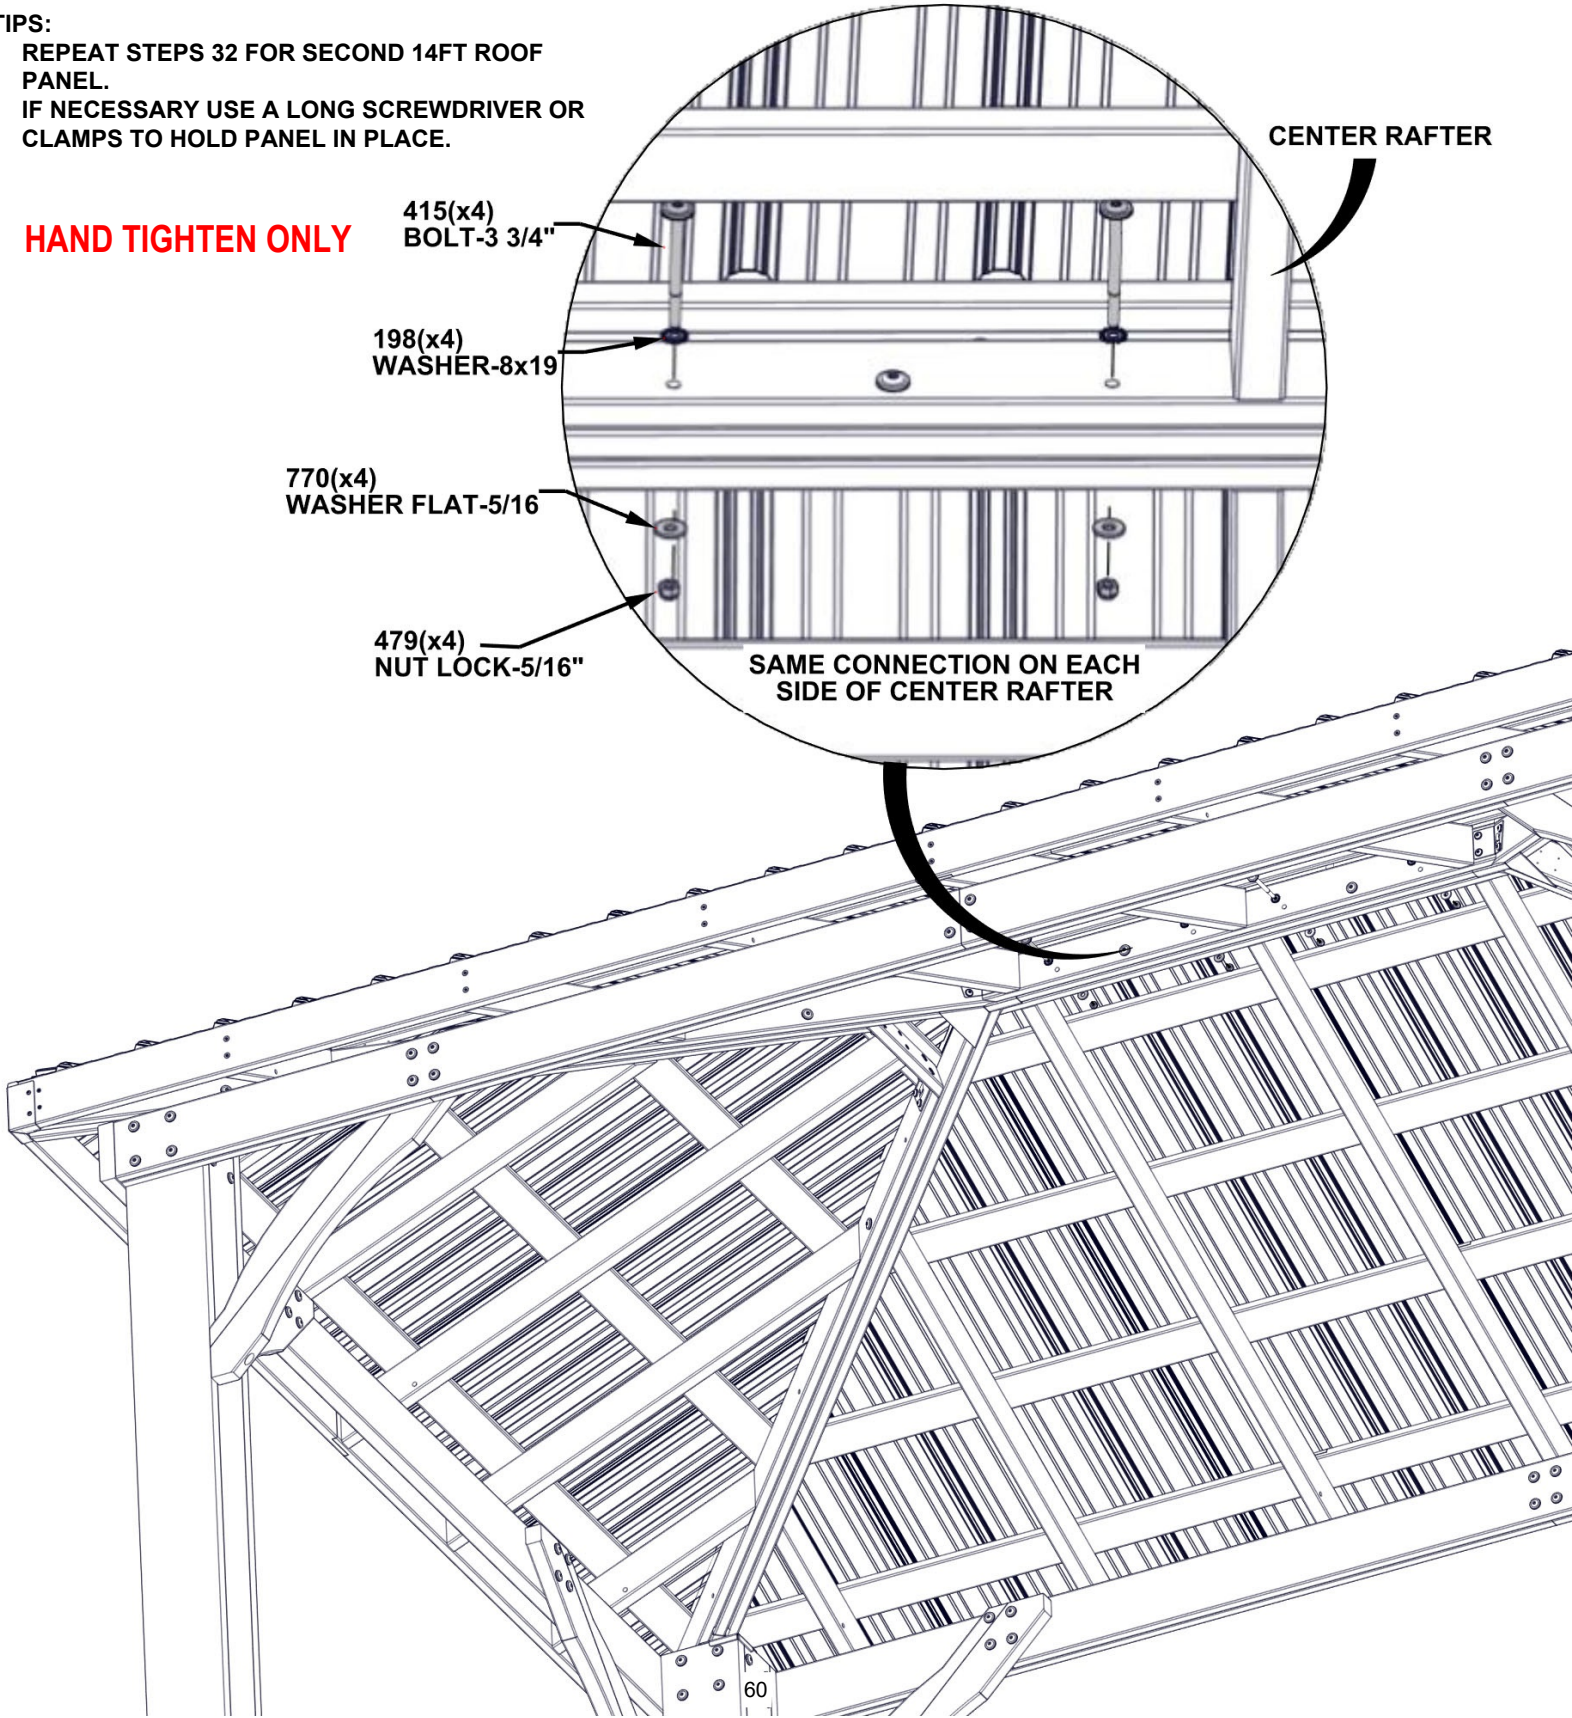 TIPS:
REPEAT STEPS 32 FOR SECOND 14FT ROOF
PANEL.
IF NECESSARY USE A LONG SCREWDRIVER OR
CLAMPS TO HOLD PANEL IN PLACE.
HAND TIGHTEN ONLY
CENTER RAFTER
415(x4)
BOLT-3 3/4"
198(x4)
WASHER-8x19
770(x4)
WASHER FLAT-5/16
479(x4)
NUT LOCK-5/16"
SAME CONNECTION ON EACH
SIDE OF CENTER RAFTER
60